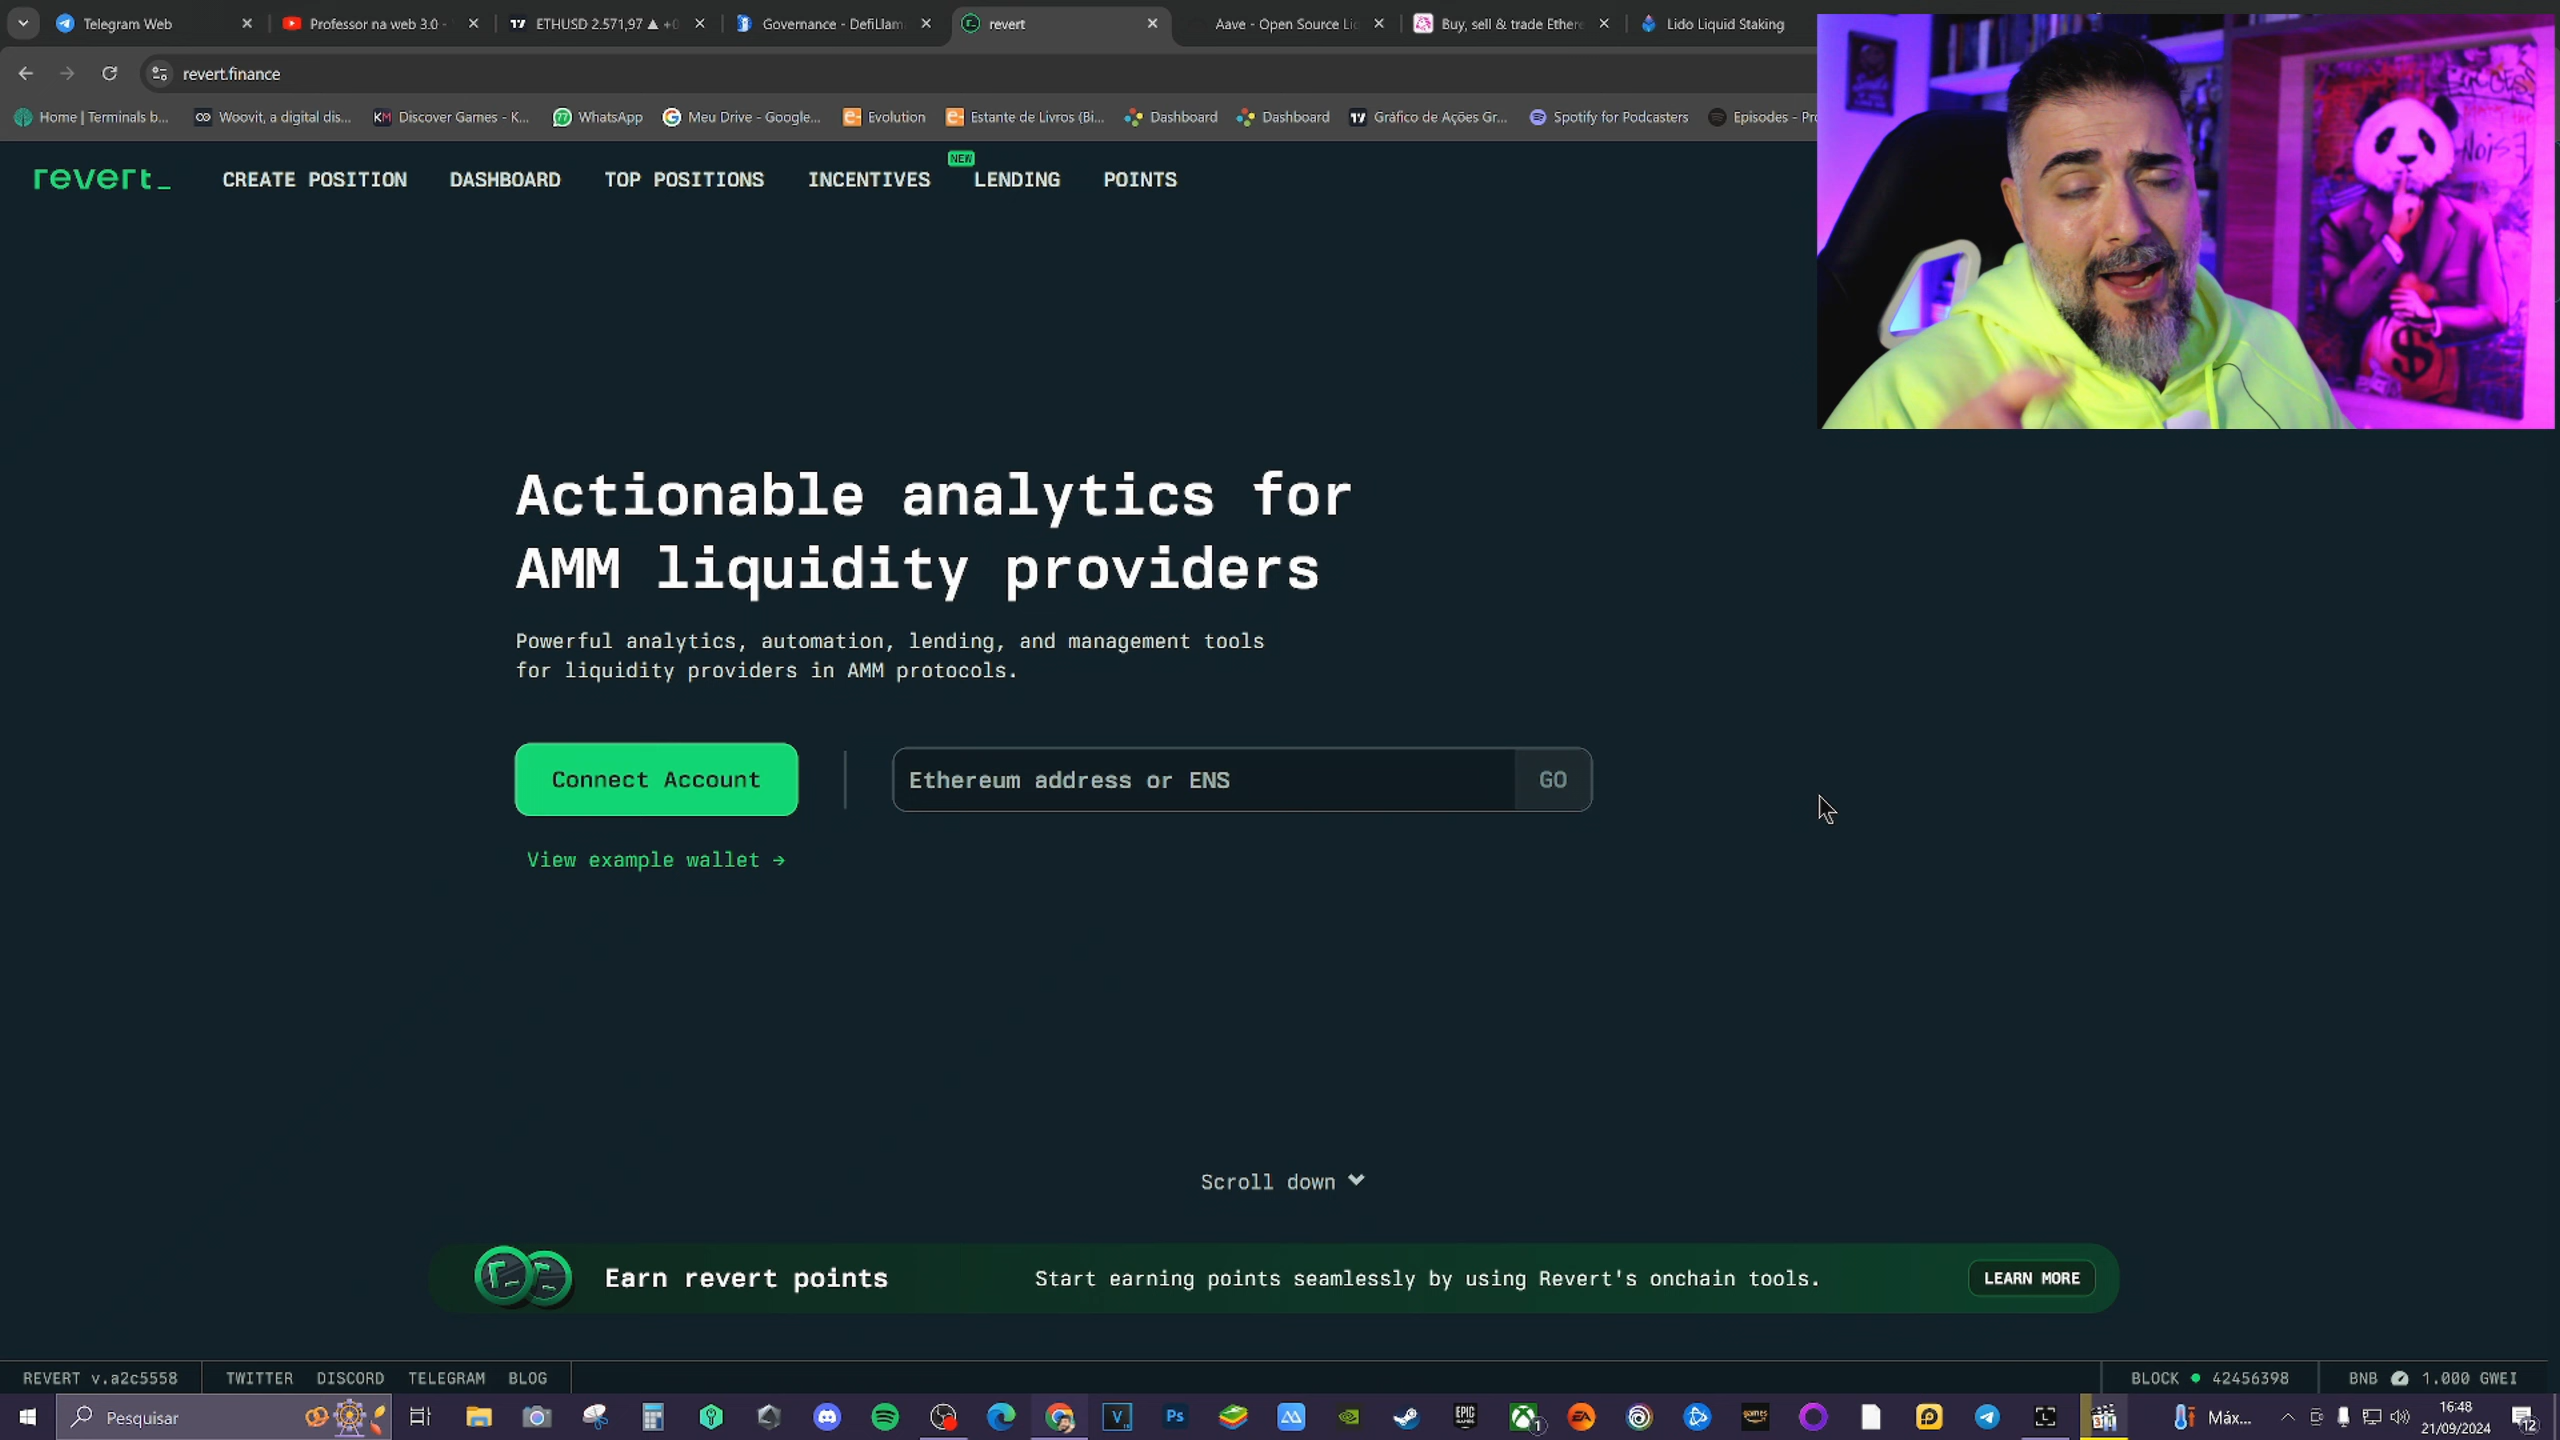 Telegram Web
Professor na web 3.0 -
ETHUSD 2.571,97 ▲ +0
Governance - DefiLlam
revert
Aave - Open Source Li
Buy, sell & trade Ether
Lido Liquid Staking
revert.finance
Home | Terminals b...
Woovit, a digital dis...
KM Discover Games - K...
WhatsApp
Meu Drive - Google...
Evolution
Estante de Livros (Bi...
Dashboard
Dashboard
Gráfico de Ações Gr...
Spotify for Podcasters
Episodes - Pro
revert_
CREATE POSITION
DASHBOARD
TOP POSITIONS
INCENTIVES
NEW
LENDING
POINTS
Actionable analytics for
AMM liquidity providers
Powerful analytics, automation, lending, and management tools
for liquidity providers in AMM protocols.
Connect Account
Ethereum address or ENS
GO
View example wallet →
Scroll down
Earn revert points
Start earning points seamlessly by using Revert's onchain tools.
LEARN MORE
REVERT v.a2c5558
TWITTER
DISCORD
TELEGRAM
BLOG
BLOCK
42456398
BNB
1.000 GWEI
Pesquisar
Máx...
16:48
21/09/2024
12